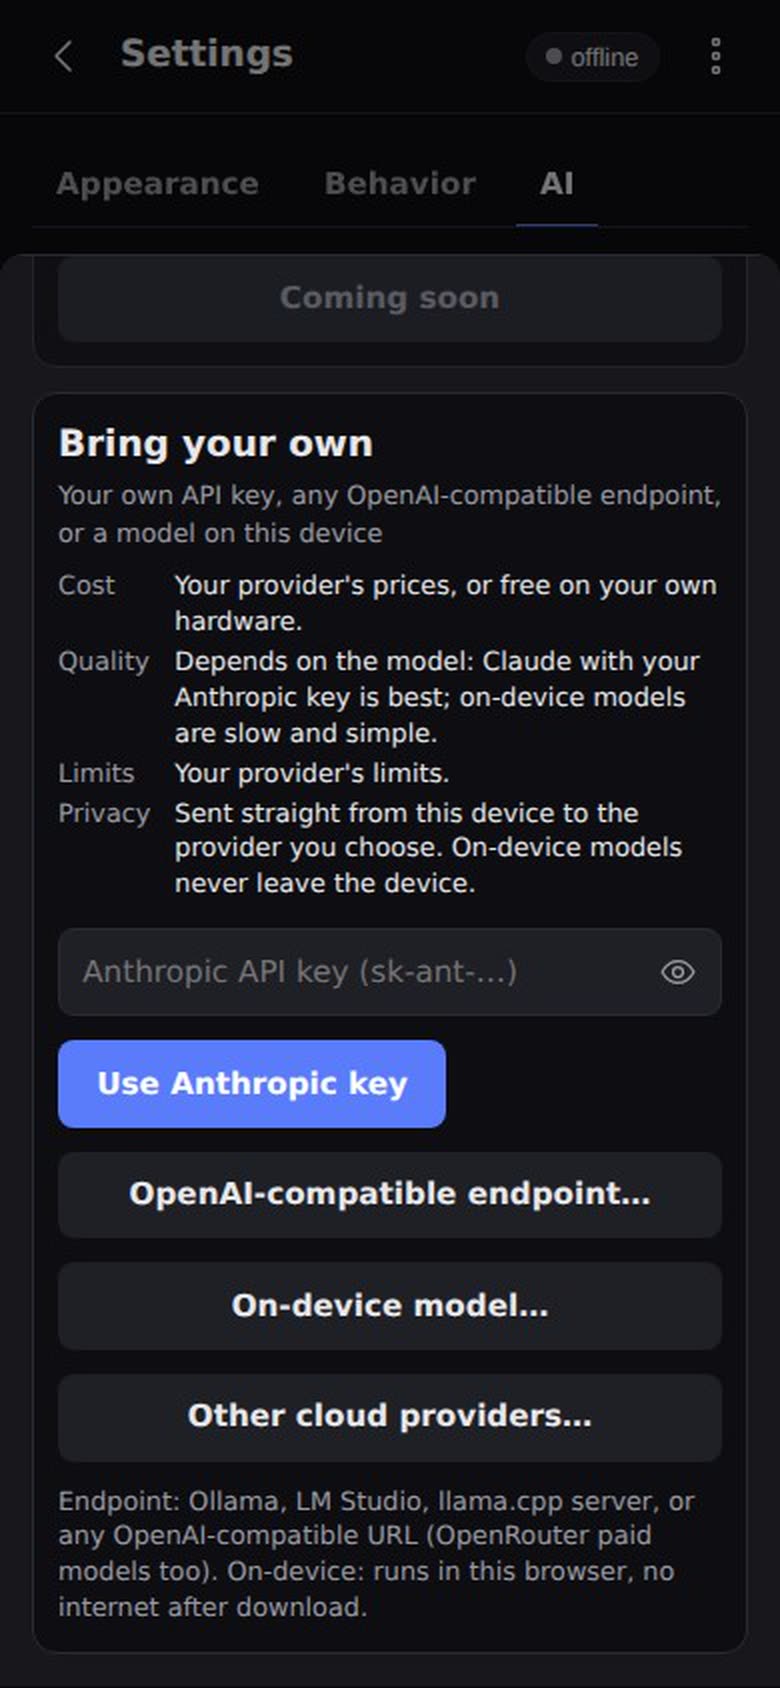 Settings
offline
Appearance
Behavior
AI
Coming soon
Bring your own
Your own API key, any OpenAI-compatible endpoint,
or a model on this device
Cost Your provider's prices, or free on your own
hardware.
Quality Depends on the model: Claude with your
Anthropic key is best; on-device models
are slow and simple.
Limits Your provider's limits.
Privacy Sent straight from this device to the
provider you choose. On-device models
never leave the device.
Anthropic API key (sk-ant-...)
Use Anthropic key
OpenAI-compatible endpoint...
On-device model...
Other cloud providers...
Endpoint: Ollama, LM Studio, llama.cpp server, or
any OpenAI-compatible URL (OpenRouter paid
models too). On-device: runs in this browser, no
internet after download.